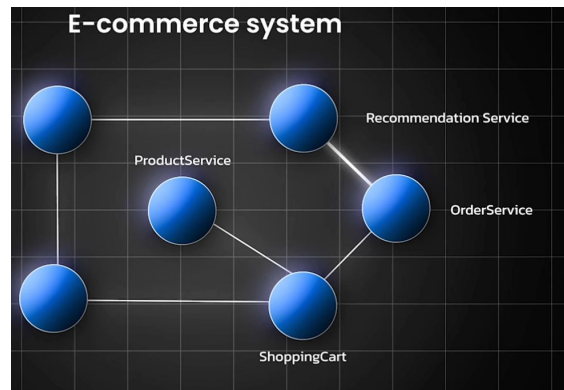 E-commerce system
Recommendation Service
ProductService
OrderService
ShoppingCart